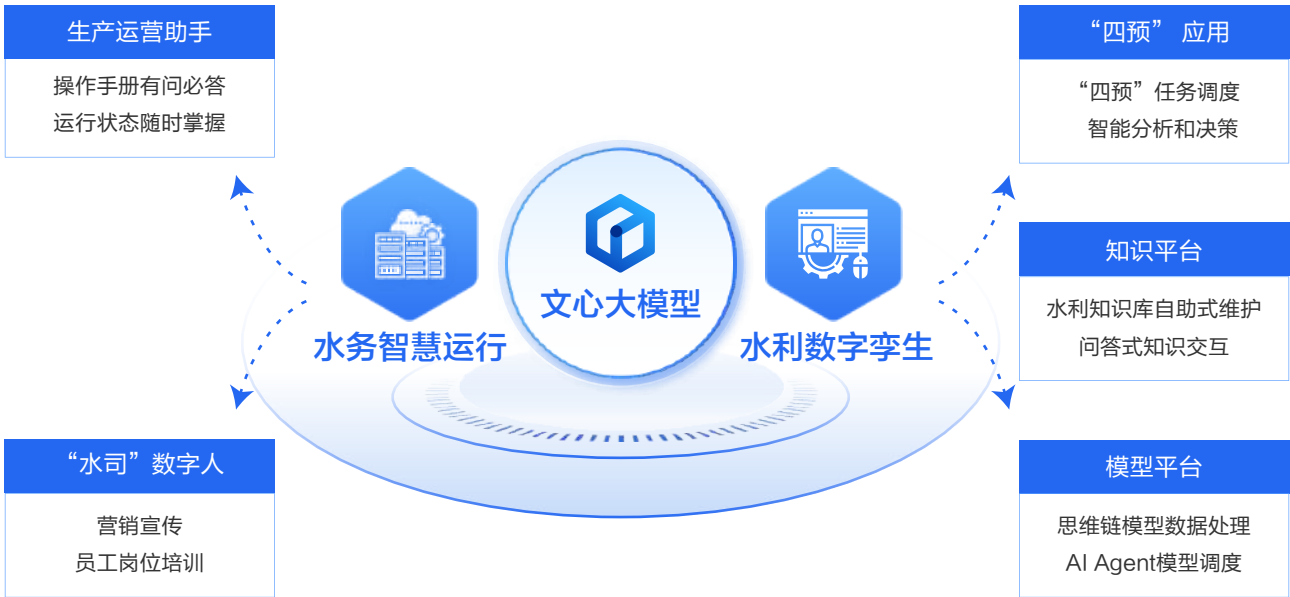 生产运营助手
操作手册有问必答
运行状态随时掌握
“水司”数字人
营销宣传
员工岗位培训
水务智慧运行
文心大模型
水利数字孪生
“四预” 应用
“四预”任务调度
智能分析和决策
知识平台
水利知识库自助式维护
问答式知识交互
模型平台
思维链模型数据处理
AI Agent模型调度